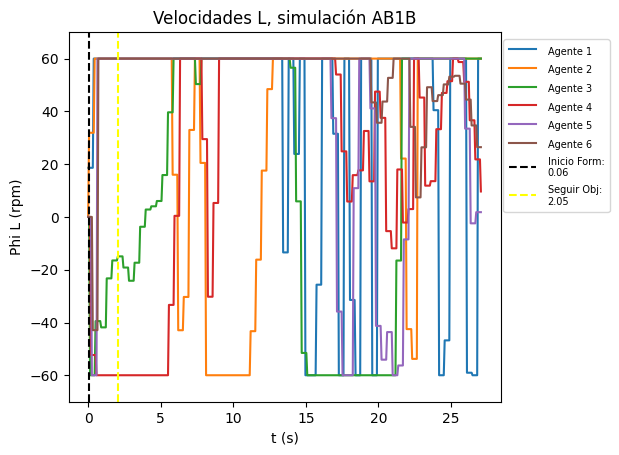 Velocidades L, simulación AB1B
Phi L (rpm)
60
40
20
0
−20
−40
−60
0
5
10
15
20
25
t (s)
Agente 1
Agente 2
Agente 3
Agente 4
Agente 5
Agente 6
Inicio Form:
0.06
Seguir Obj:
2.05